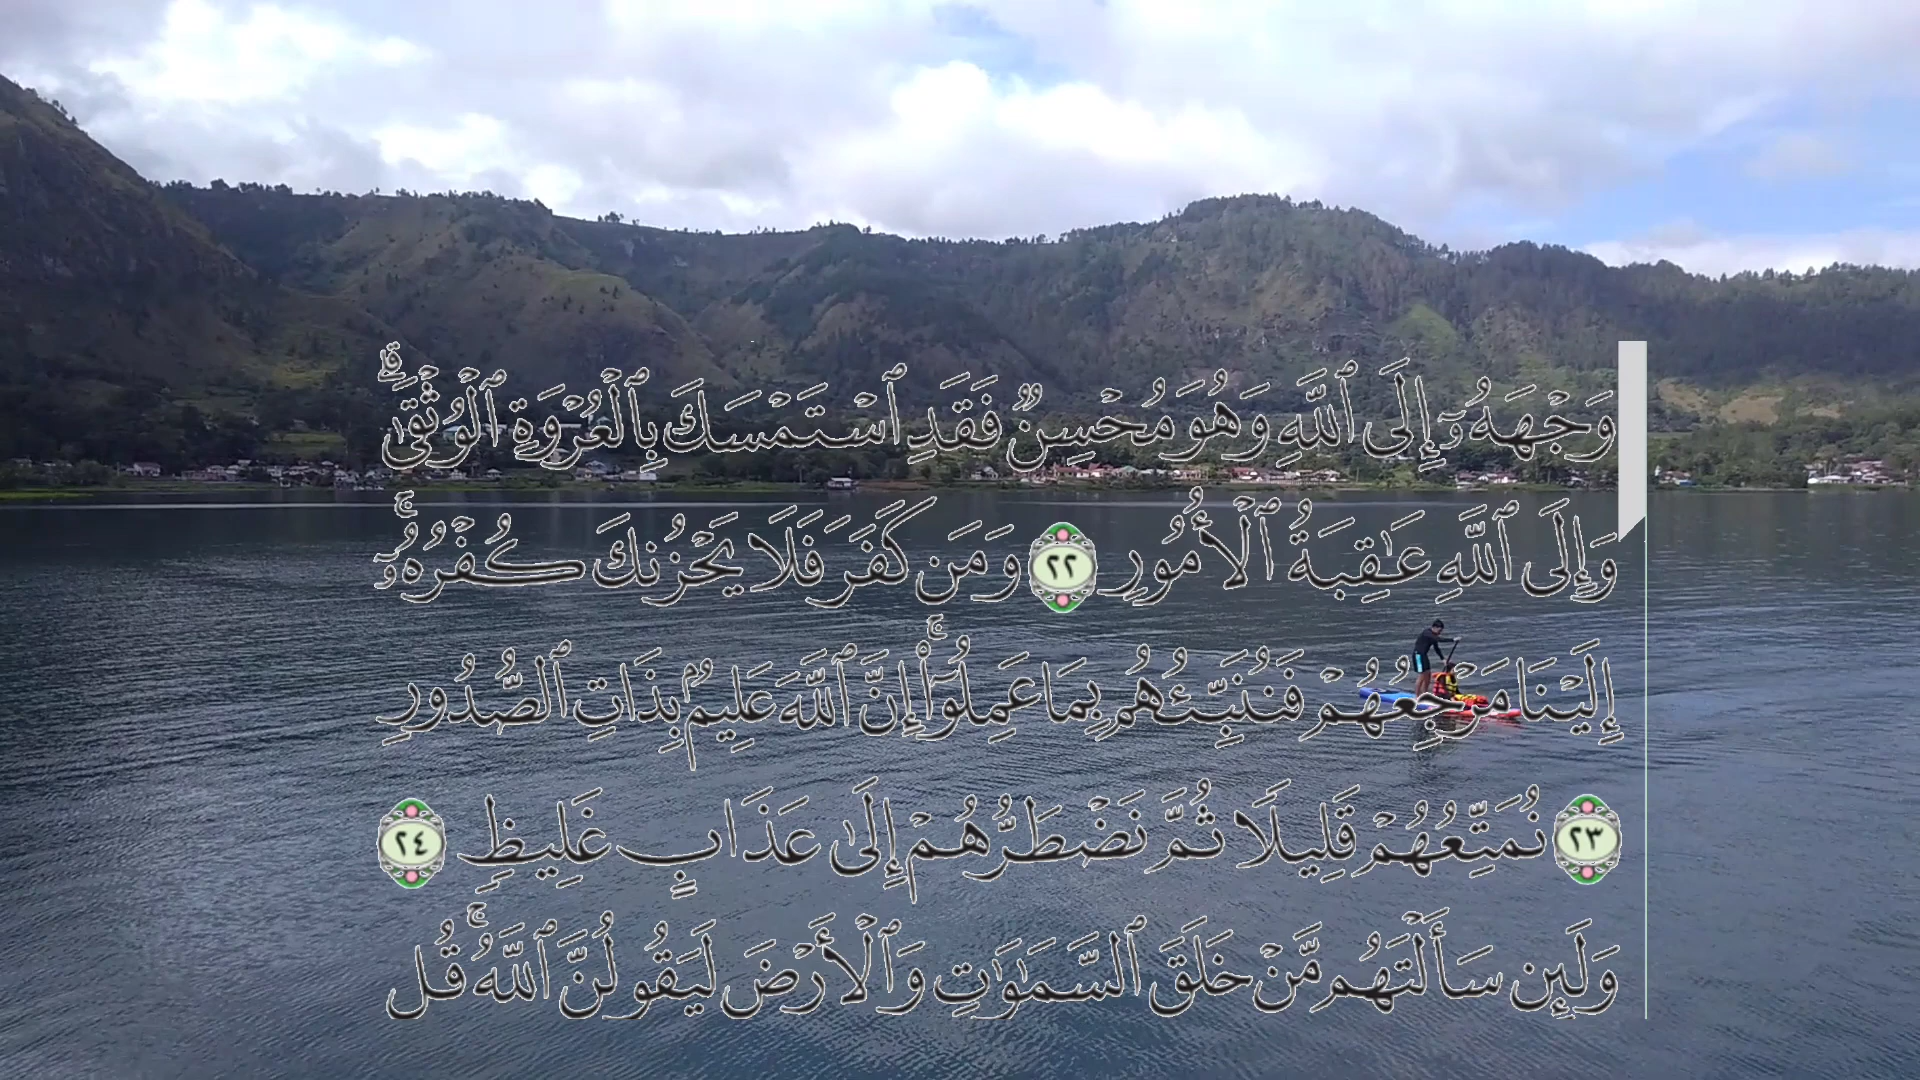 وَجْهَهُۥٓ إِلَى ٱللَّهِ وَهُوَ مُحْسِنٌ فَقَدِ ٱسْتَمْسَكَ بِٱلْعُرْوَةِ ٱلْوُثْقَىٰۗ
وَإِلَى ٱللَّهِ عَٰقِبَةُ ٱلْأُمُورِ ٢٢ وَمَن كَفَرَ فَلَا يَحْزُنكَ كُفْرُهُۥٓۚ
إِلَيْنَا مَرْجِعُهُمْ فَنُنَبِّئُهُم بِمَا عَمِلُوٓا۟ۚ إِنَّ ٱللَّهَ عَلِيمٌۢ بِذَاتِ ٱلصُّدُورِ
٢٣ نُمَتِّعُهُمْ قَلِيلًا ثُمَّ نَضْطَرُّهُمْ إِلَىٰ عَذَابٍ غَلِيظٍ ٢٤
وَلَئِن سَأَلْتَهُم مَّنْ خَلَقَ ٱلسَّمَٰوَٰتِ وَٱلْأَرْضَ لَيَقُولُنَّ ٱللَّهُۚ قُلِ